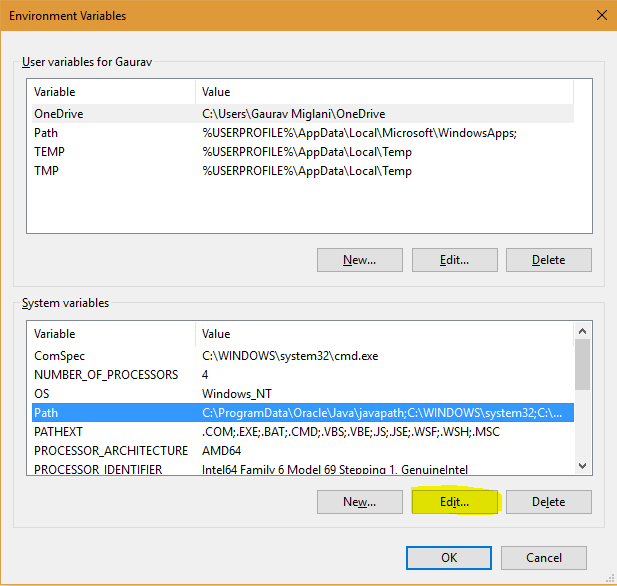 Environment Variables
User variables for Gaurav
Variable Value
OneDrive C:\Users\Gaurav Miglani\OneDrive
Path %USERPROFILE%\AppData\Local\Microsoft\WindowsApps;
TEMP %USERPROFILE%\AppData\Local\Temp
TMP %USERPROFILE%\AppData\Local\Temp
New... Edit... Delete
System variables
Variable Value
ComSpec C:\WINDOWS\system32\cmd.exe
NUMBER_OF_PROCESSORS 4
OS Windows_NT
Path C:\ProgramData\Oracle\Java\javapath;C:\WINDOWS\system32;C:\...
PATHEXT .COM;.EXE;.BAT;.CMD;.VBS;.VBE;.JS;.JSE;.WSF;.WSH;.MSC
PROCESSOR_ARCHITECTURE AMD64
PROCESSOR_IDENTIFIER Intel64 Family 6 Model 69 Stepping 1, GenuineIntel
New... Edit... Delete
OK Cancel